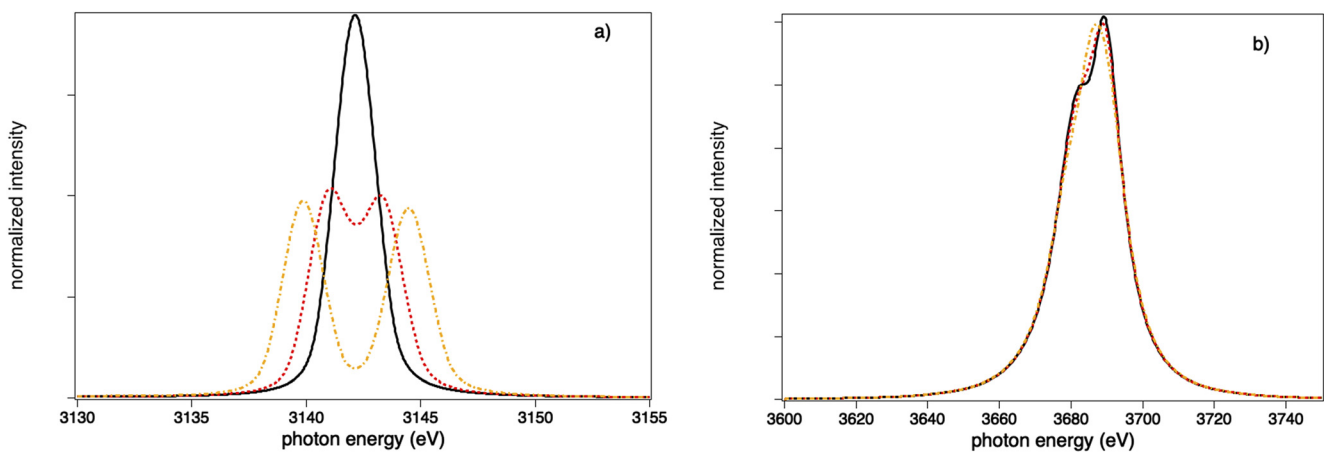 a)
normalized intensity
3130
3135
3140
3145
3150
3155
photon energy (eV)
b)
normalized intensity
3600
3620
3640
3660
3680
3700
3720
3740
photon energy (eV)